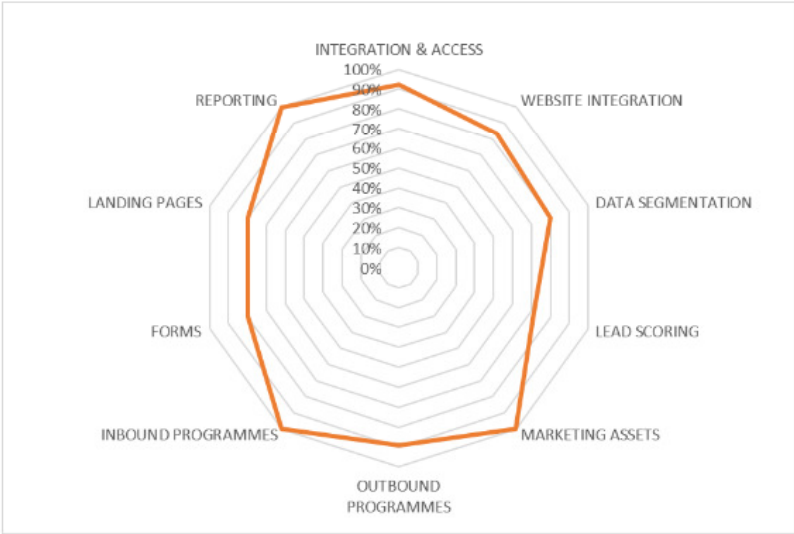 INTEGRATION & ACCESS
100%
90%
80%
70%
60%
50%
40%
30%
20%
10%
0%
WEBSITE INTEGRATION
DATA SEGMENTATION
LEAD SCORING
MARKETING ASSETS
OUTBOUND
PROGRAMMES
INBOUND PROGRAMMES
FORMS
LANDING PAGES
REPORTING